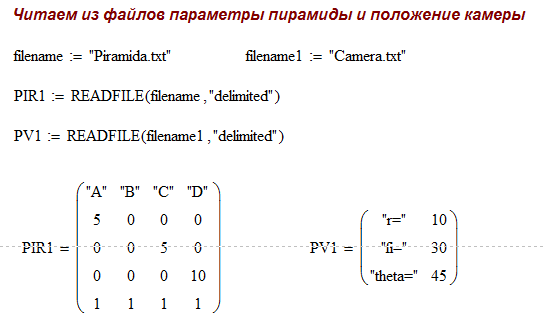 Читаем из файлов параметры пирамиды и положение камеры
filename := "Piramida.txt" filename1 := "Camera.txt"
PIR1 := READFILE(filename ,"delimited")
PV1 := READFILE(filename1 ,"delimited")
"A" "B" "C" "D"
5 0 0 0
PIR1 = 0 0 5 0
0 0 0 10
1 1 1 1
"r=" 10
PV1 = "fi=" 30
"theta=" 45